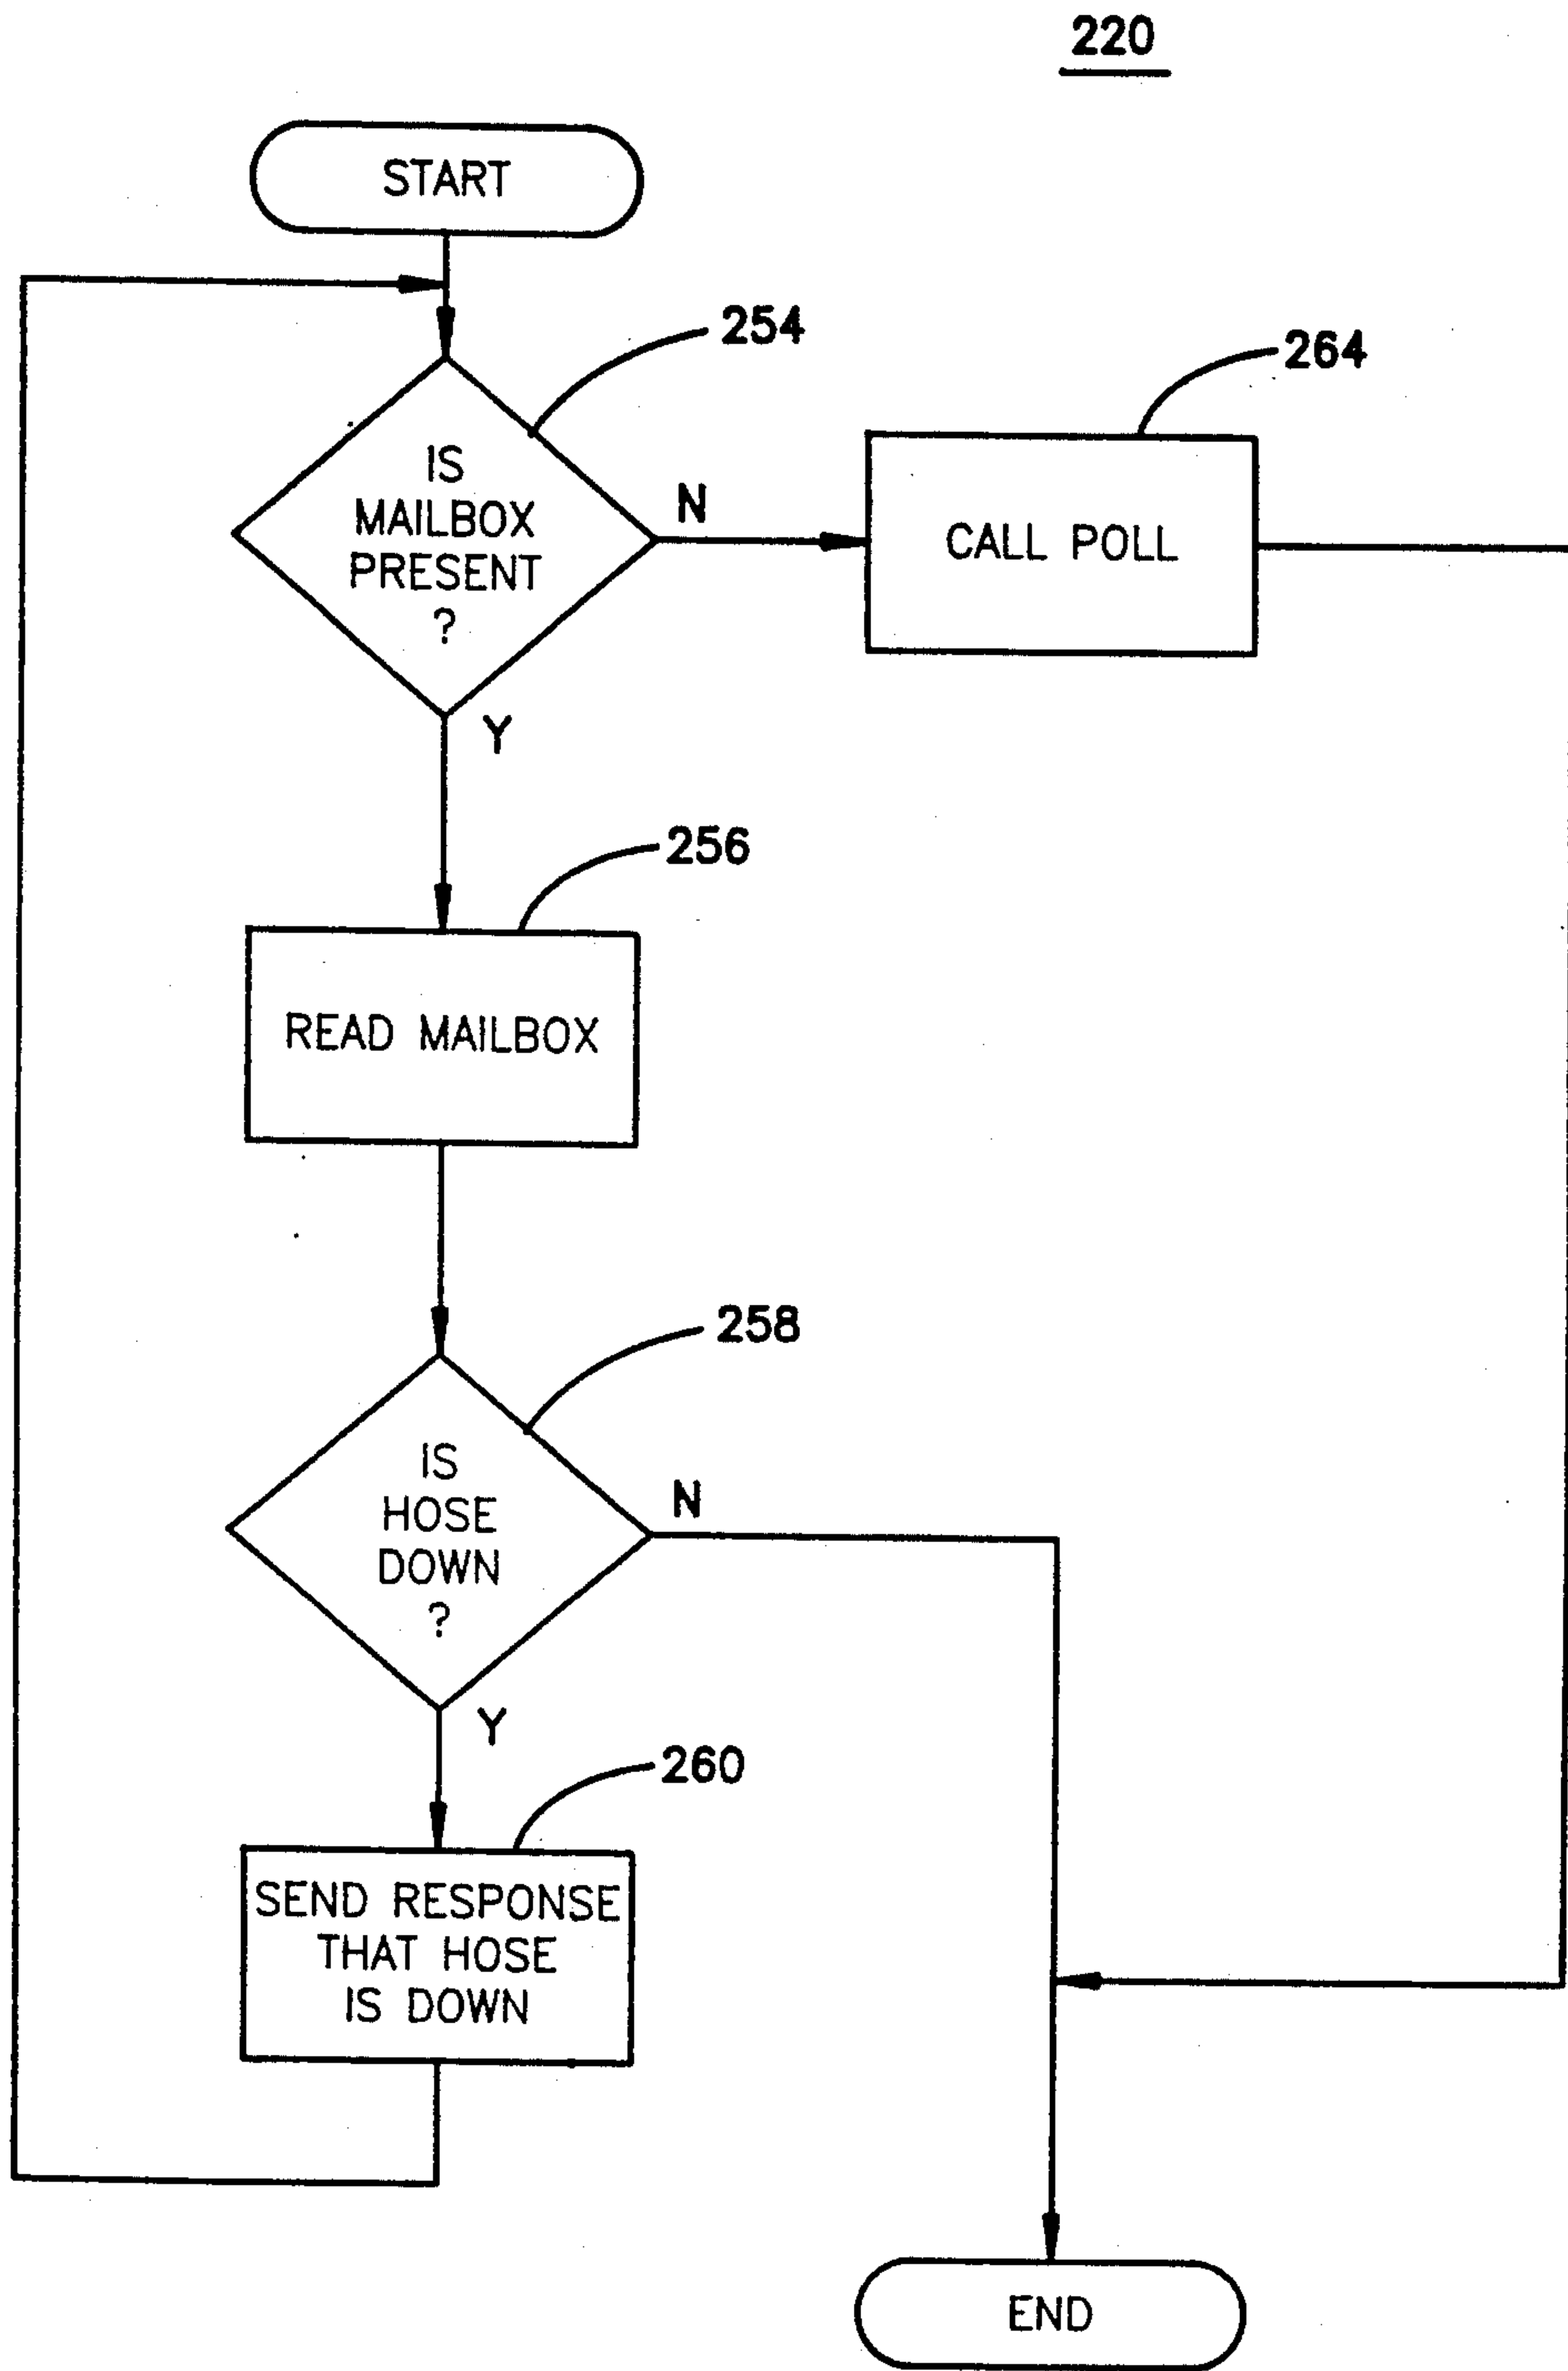 220
START
254
264
IS
MAILBOX
PRESENT
?
N
CALL POLL
Y
256
READ MAILBOX
258
IS
HOSE
DOWN
?
N
Y
260
SEND RESPONSE
THAT HOSE
IS DOWN
END